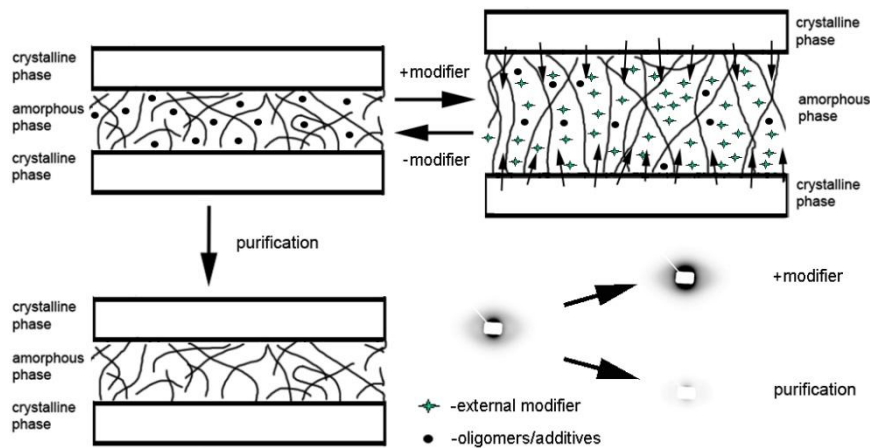 crystalline
phase
amorphous
phase
crystalline
phase
+modifier
-modifier
crystalline
phase
amorphous
phase
crystalline
phase
purification
crystalline
phase
amorphous
phase
crystalline
phase
+modifier
purification
-external modifier
-oligomers/additives